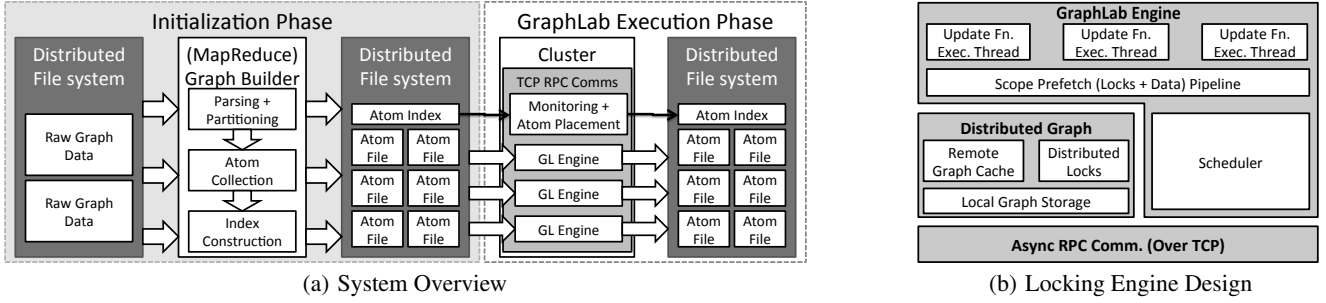 Initialization Phase
GraphLab Execution Phase
Distributed
File system
Raw Graph
Data
Raw Graph
Data
(MapReduce)
Graph Builder
Parsing +
Partitioning
Atom
Collection
Index
Construction
Distributed
File system
Atom Index
Atom
File
Atom
File
Atom
File
Atom
File
Atom
File
Atom
File
Cluster
TCP RPC Comms
Monitoring +
Atom Placement
GL Engine
GL Engine
GL Engine
Distributed
File system
Atom Index
Atom
File
Atom
File
Atom
File
Atom
File
Atom
File
Atom
File
(a) System Overview
GraphLab Engine
Update Fn.
Exec. Thread
Update Fn.
Exec. Thread
Update Fn.
Exec. Thread
Scope Prefetch (Locks + Data) Pipeline
Distributed Graph
Remote
Graph Cache
Distributed
Locks
Local Graph Storage
Scheduler
Async RPC Comm. (Over TCP)
(b) Locking Engine Design